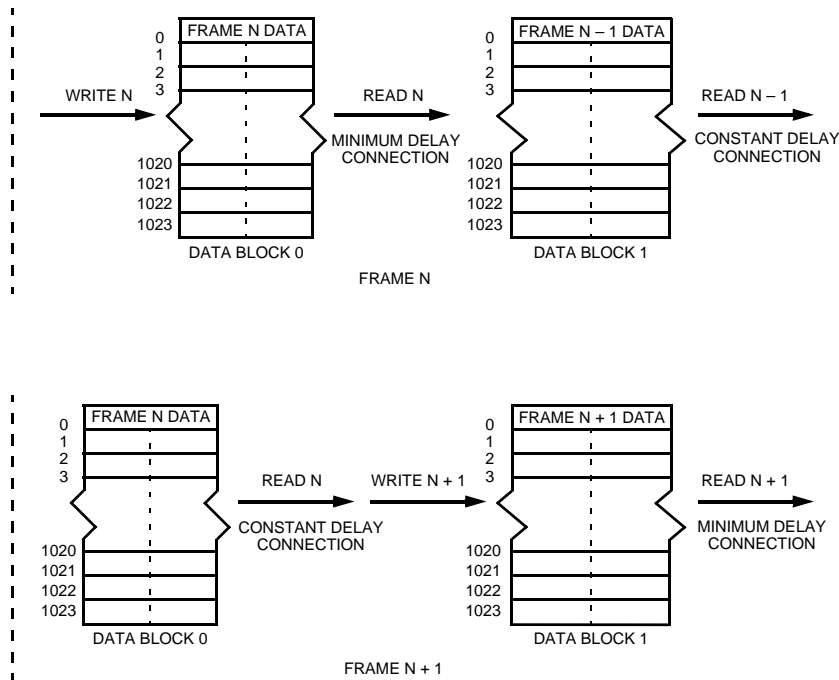 FRAME N DATA
FRAME N – 1 DATA
0
1
2
3
0
1
2
3
WRITE N
READ N
READ N – 1
MINIMUM DELAY
CONNECTION
CONSTANT DELAY
CONNECTION
1020
1021
1022
1023
1020
1021
1022
1023
DATA BLOCK 0
DATA BLOCK 1
FRAME N
FRAME N DATA
FRAME N + 1 DATA
0
1
2
3
0
1
2
3
READ N
WRITE N + 1
READ N + 1
CONSTANT DELAY
CONNECTION
MINIMUM DELAY
CONNECTION
1020
1021
1022
1023
1020
1021
1022
1023
DATA BLOCK 0
DATA BLOCK 1
FRAME N + 1